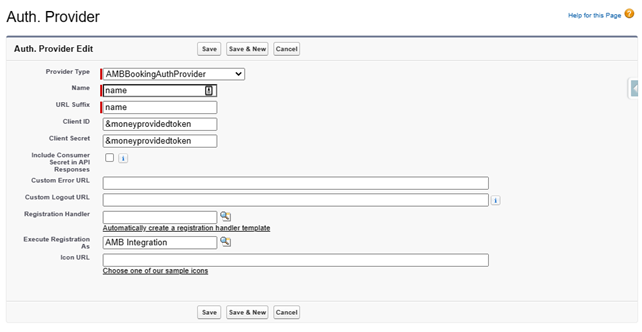 Auth. Provider
Help for this Page
Auth. Provider Edit
Save Save & New Cancel
Provider Type AMBBookingAuthProvider
Name name
URL Suffix name
Client ID &moneyprovidedtoken
Client Secret &moneyprovidedtoken
Include Consumer
Secret in API
Responses
Custom Error URL
Custom Logout URL
Registration Handler
Automatically create a registration handler template
Execute Registration
As AMB Integration
Icon URL
Choose one of our sample icons
Save Save & New Cancel